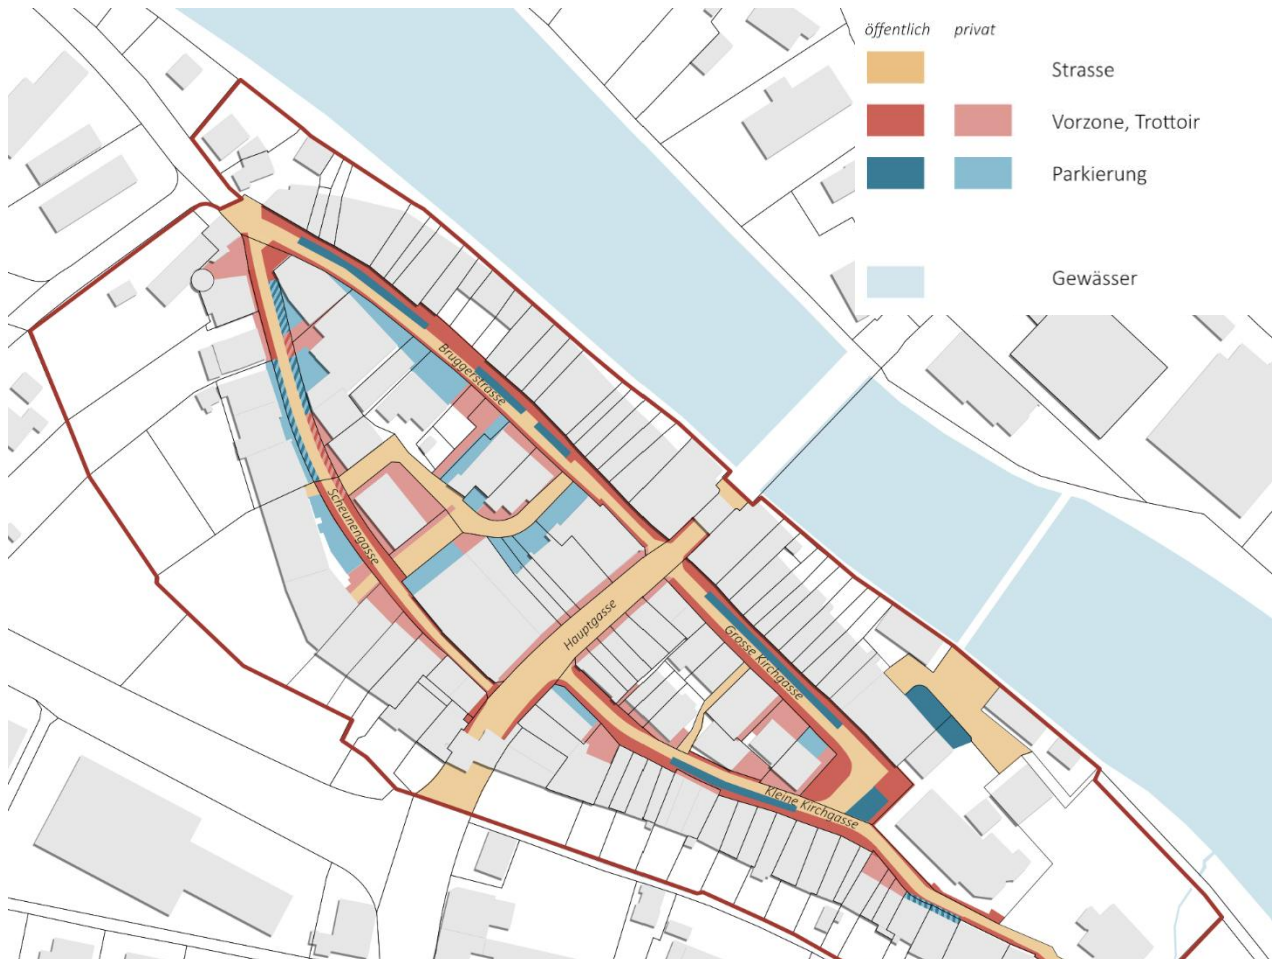 öffentlich privat
Strasse
Vorzone, Trottoir
Parkierung
Gewässer
Bruggerstrasse
Scheunengasse
Hauptgasse
Grosse Kirchgasse
Kleine Kirchgasse